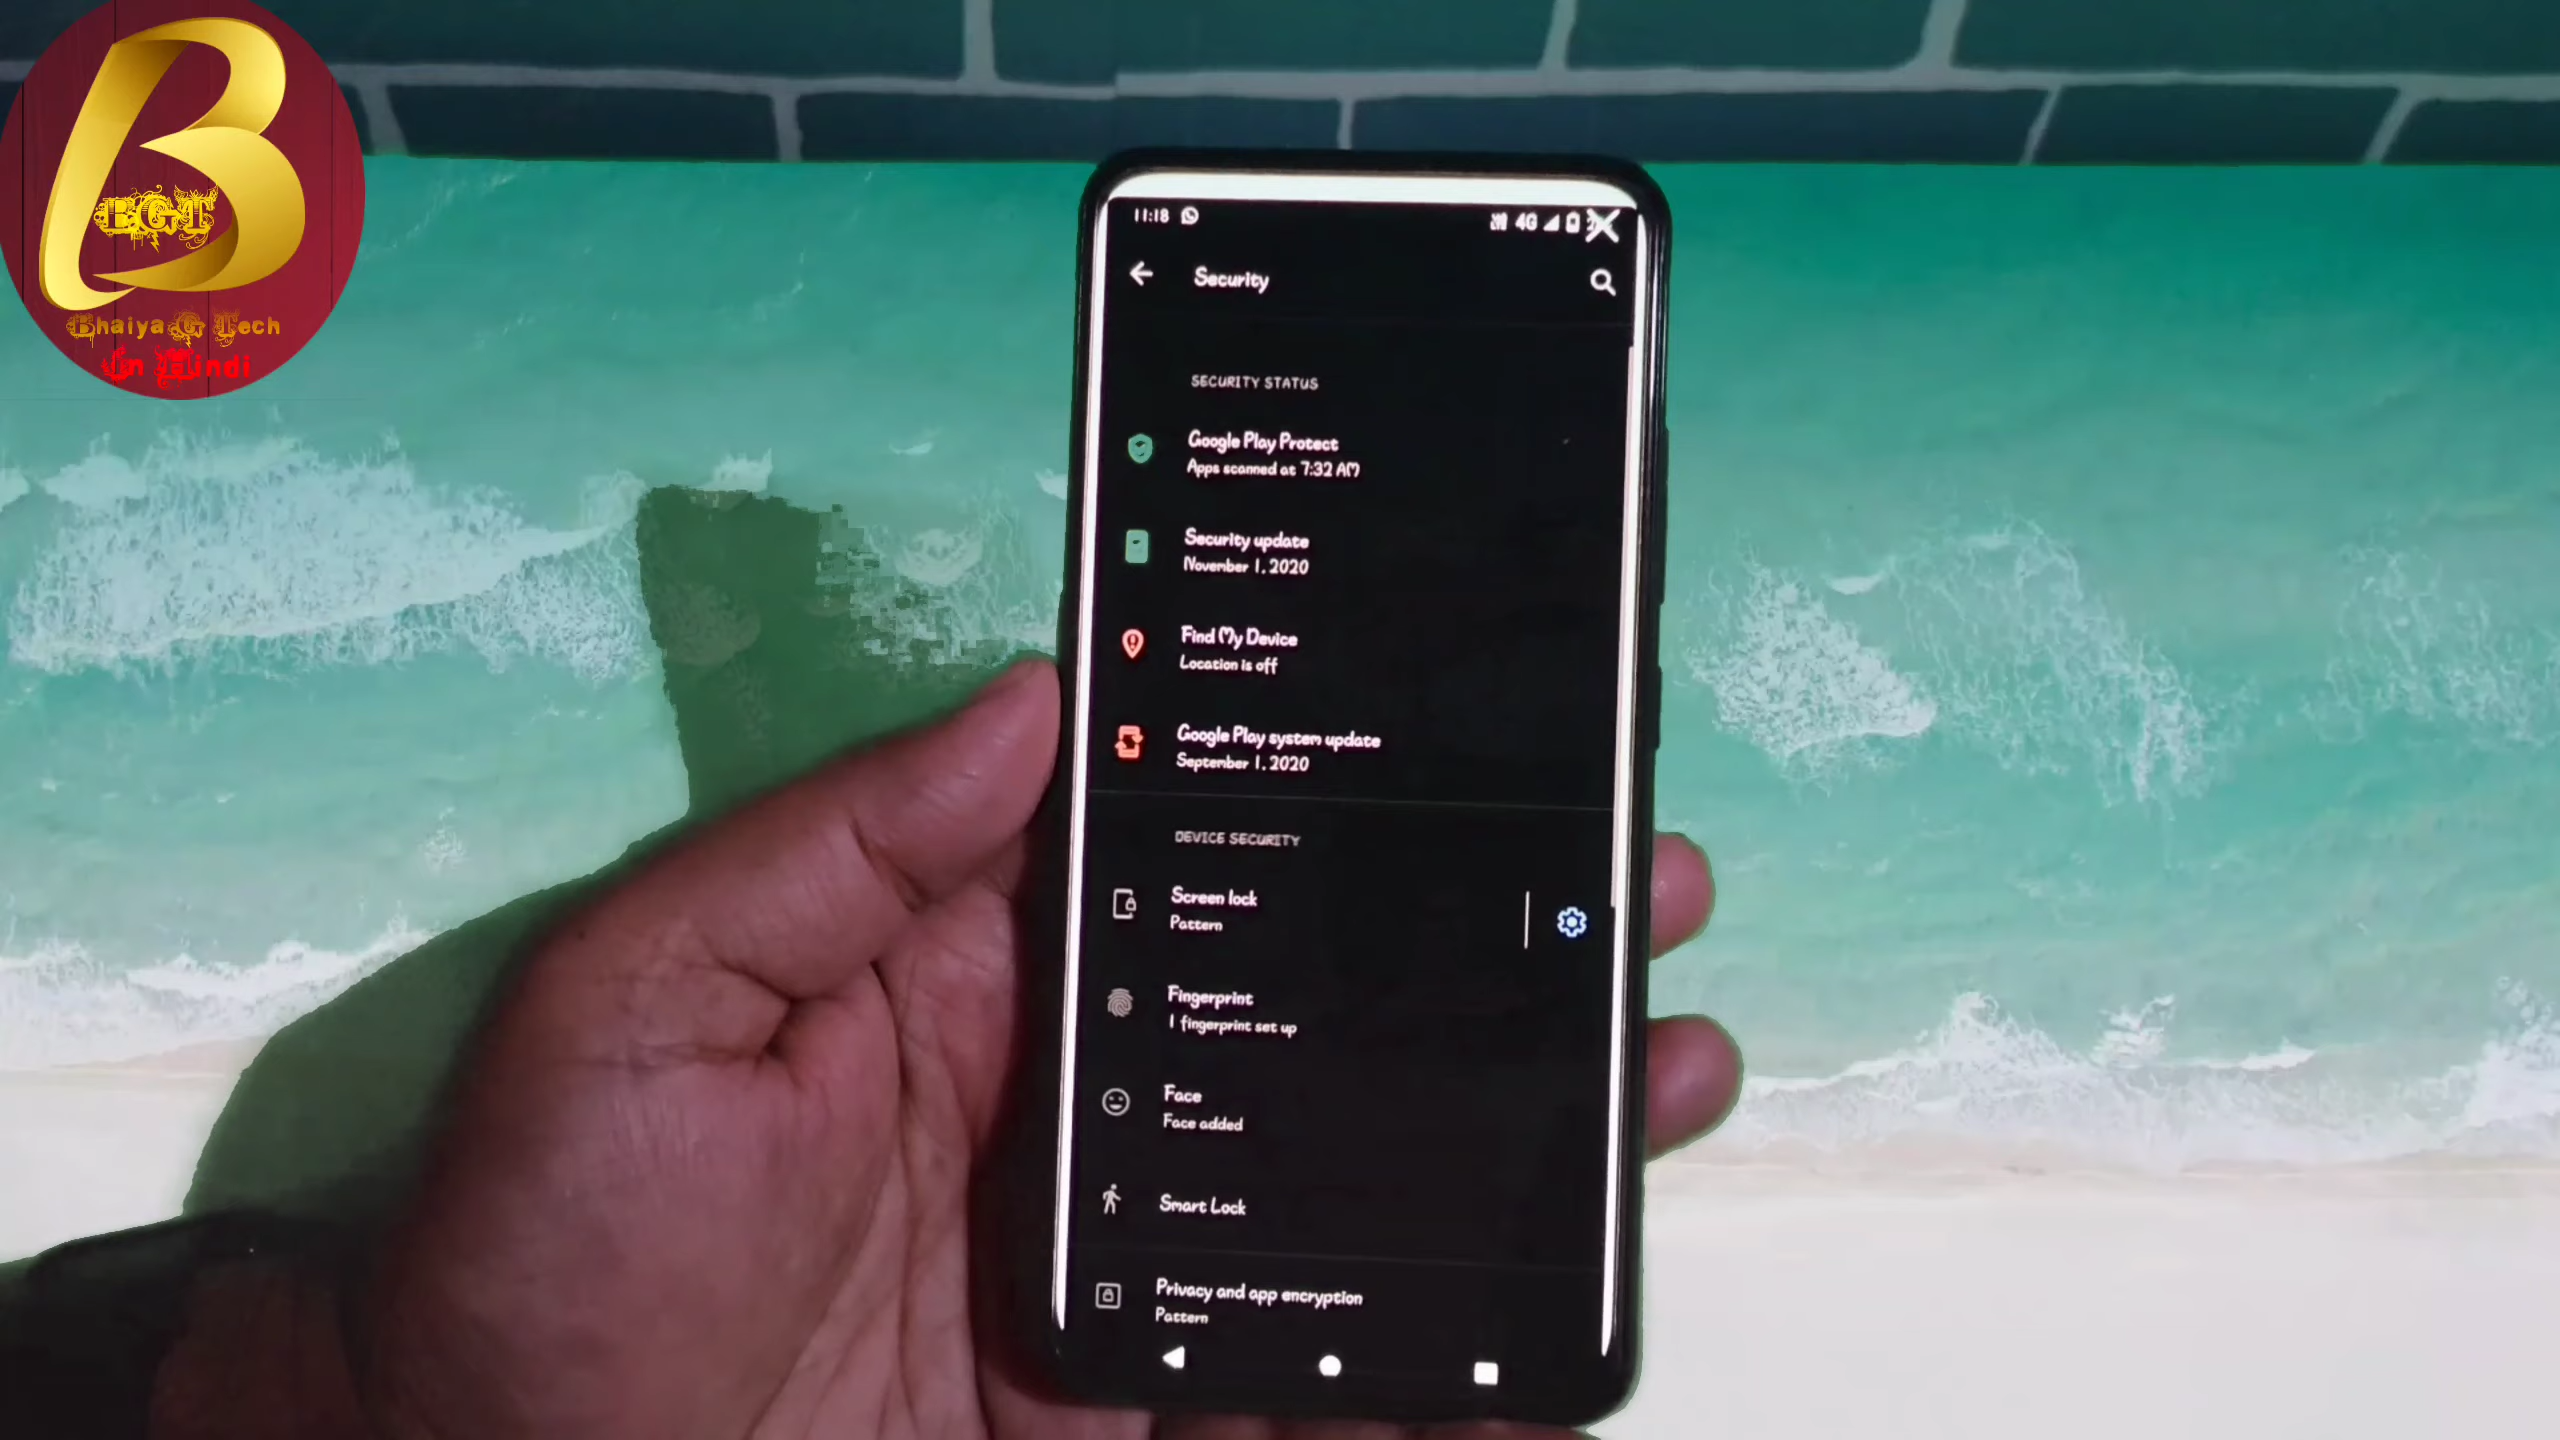 BGT
Bhaiya G Tech
In Hindi
11:18
4G
Security
SECURITY STATUS
Google Play Protect
Apps scanned at 7:32 AM
Security update
November 1, 2020
Find My Device
Location is off
Google Play system update
September 1, 2020
DEVICE SECURITY
Screen lock
Pattern
Fingerprint
1 fingerprint set up
Face
Face added
Smart Lock
Privacy and app encryption
Pattern